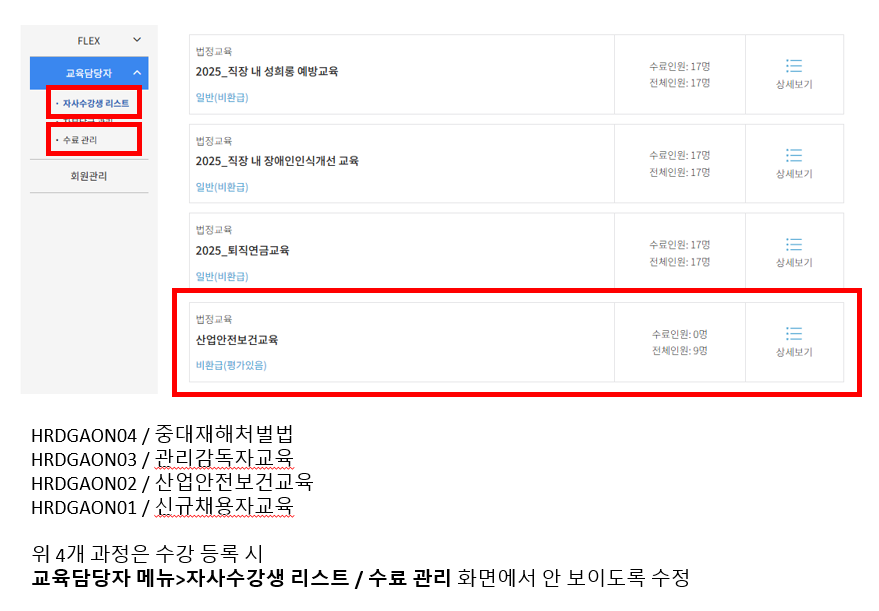 FLEX
교육담당자
· 자사수강생 리스트
· 수료 관리
회원관리
법정교육
2025_직장 내 성희롱 예방교육
일반(비환급)
수료인원: 17명
전체인원: 17명
상세보기
법정교육
2025_직장 내 장애인인식개선 교육
일반(비환급)
수료인원: 17명
전체인원: 17명
상세보기
법정교육
2025_퇴직연금교육
일반(비환급)
수료인원: 17명
전체인원: 17명
상세보기
법정교육
산업안전보건교육
비환급(평가있음)
수료인원: 0명
전체인원: 9명
상세보기
HRDGAON04 / 중대재해처벌법
HRDGAON03 / 관리감독자교육
HRDGAON02 / 산업안전보건교육
HRDGAON01 / 신규채용자교육
위 4개 과정은 수강 등록 시
교육담당자 메뉴>자사수강생 리스트 / 수료 관리 화면에서 안 보이도록 수정